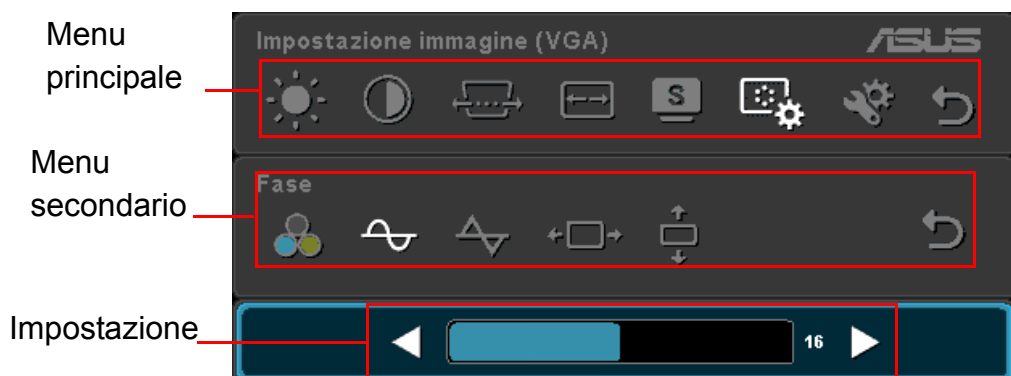 Menu
principale
Impostazione immagine (VGA)
ASUS
S
Menu
secondario
Fase
Impostazione
16